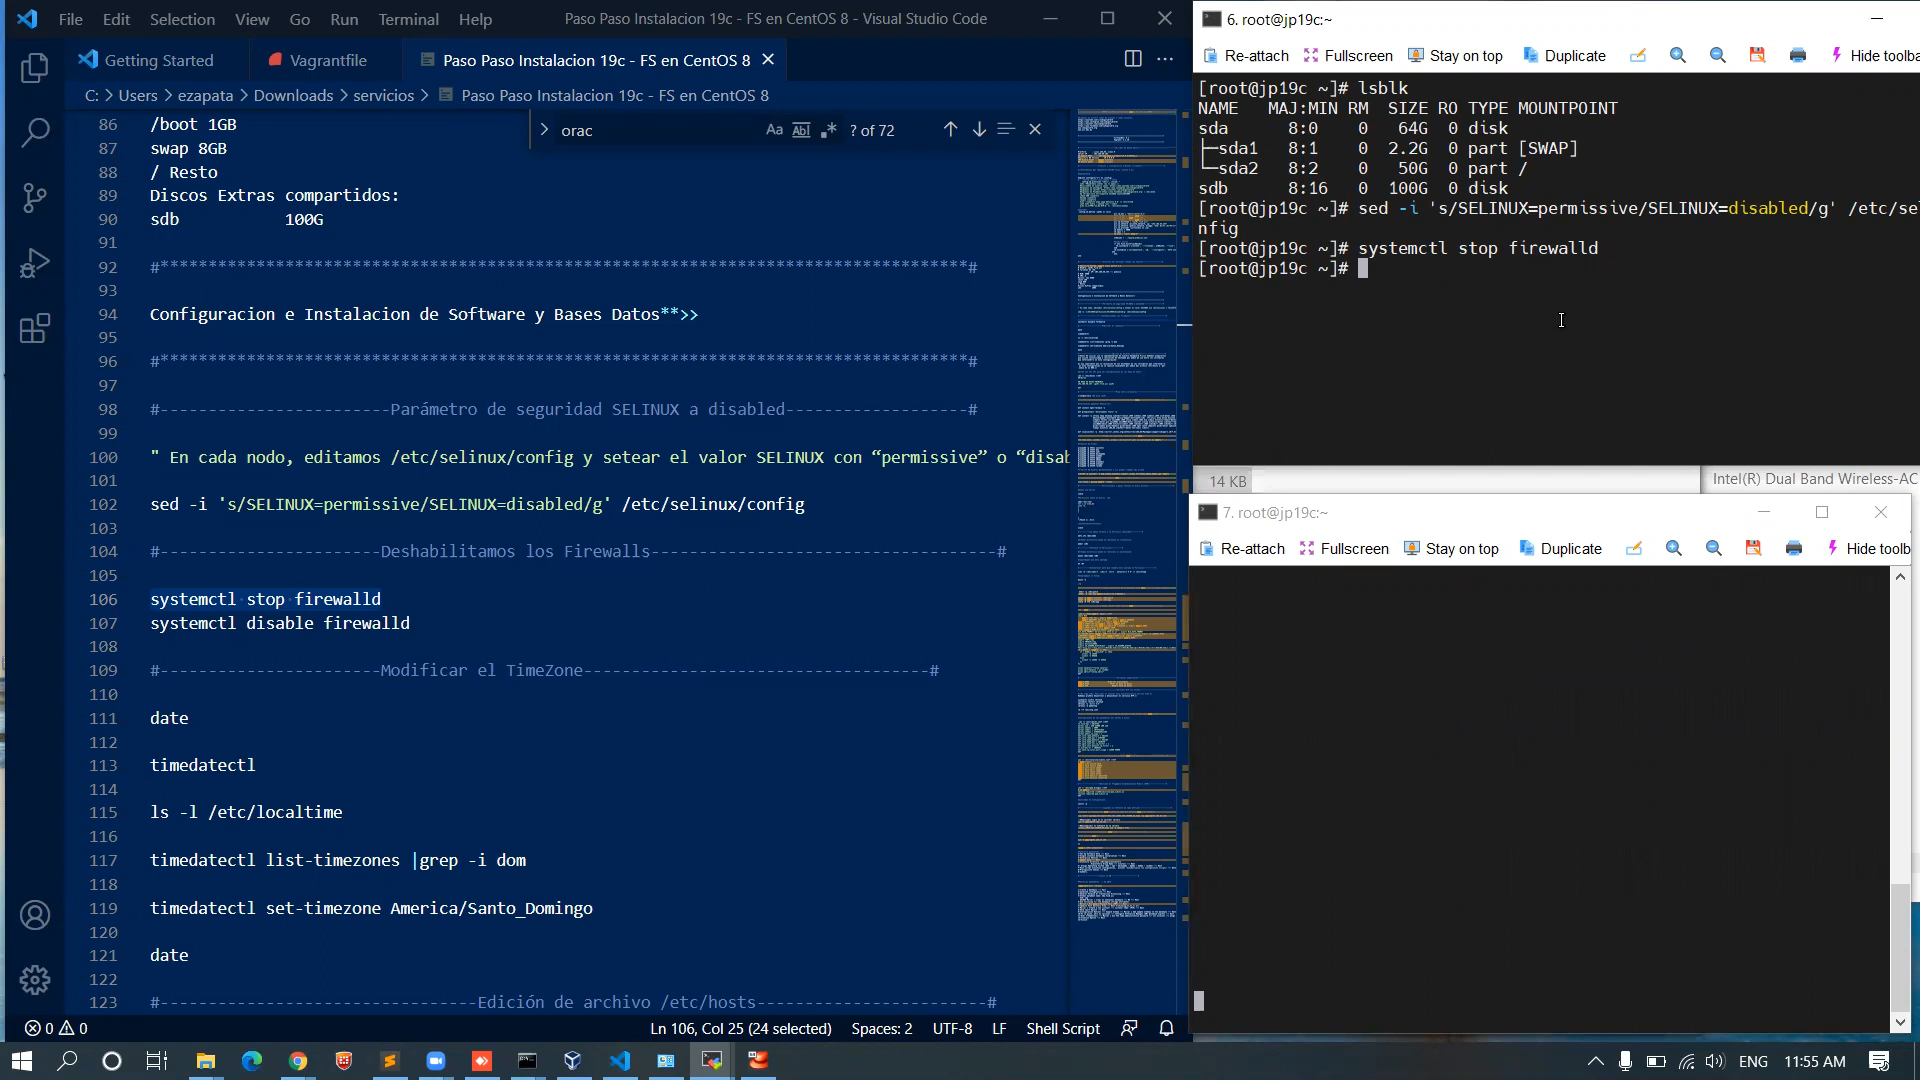 File Edit Selection View Go Run Terminal Help
Paso Paso Instalacion 19c - FS en CentOS 8 - Visual Studio Code
Getting Started
Vagrantfile
Paso Paso Instalacion 19c - FS en CentOS 8
C: > Users > ezapata > Downloads > servicios > Paso Paso Instalacion 19c - FS en CentOS 8
orac
Aa Abl .*
? of 72
86 /boot 1GB
87 swap 8GB
88 / Resto
89 Discos Extras compartidos:
90 sdb 100G
91
92 #************************************************************************************#
93
94 Configuracion e Instalacion de Software y Bases Datos**>>
95
96 #************************************************************************************#
97
98 #------------------------Parámetro de seguridad SELINUX a disabled-------------------#
99
100 " En cada nodo, editamos /etc/selinux/config y setear el valor SELINUX con “permissive” o “disab
101
102 sed -i 's/SELINUX=permissive/SELINUX=disabled/g' /etc/selinux/config
103
104 #-----------------------Deshabilitamos los Firewalls------------------------------------#
105
106 systemctl stop firewalld
107 systemctl disable firewalld
108
109 #-----------------------Modificar el TimeZone------------------------------------#
110
111 date
112
113 timedatectl
114
115 ls -l /etc/localtime
116
117 timedatectl list-timezones |grep -i dom
118
119 timedatectl set-timezone America/Santo_Domingo
120
121 date
122
123 #---------------------------------Edición de archivo /etc/hosts------------------------#
0 0
Ln 106, Col 25 (24 selected) Spaces: 2 UTF-8 LF Shell Script
6. root@jp19c:~
Re-attach Fullscreen Stay on top Duplicate Hide toolba
[root@jp19c ~]# lsblk
NAME MAJ:MIN RM SIZE RO TYPE MOUNTPOINT
sda 8:0 0 64G 0 disk
├─sda1 8:1 0 2.2G 0 part [SWAP]
└─sda2 8:2 0 50G 0 part /
sdb 8:16 0 100G 0 disk
[root@jp19c ~]# sed -i 's/SELINUX=permissive/SELINUX=disabled/g' /etc/sel
nfig
[root@jp19c ~]# systemctl stop firewalld
[root@jp19c ~]#
14 KB
Intel(R) Dual Band Wireless-AC
7. root@jp19c:~
Re-attach Fullscreen Stay on top Duplicate Hide toolb
ENG 11:55 AM